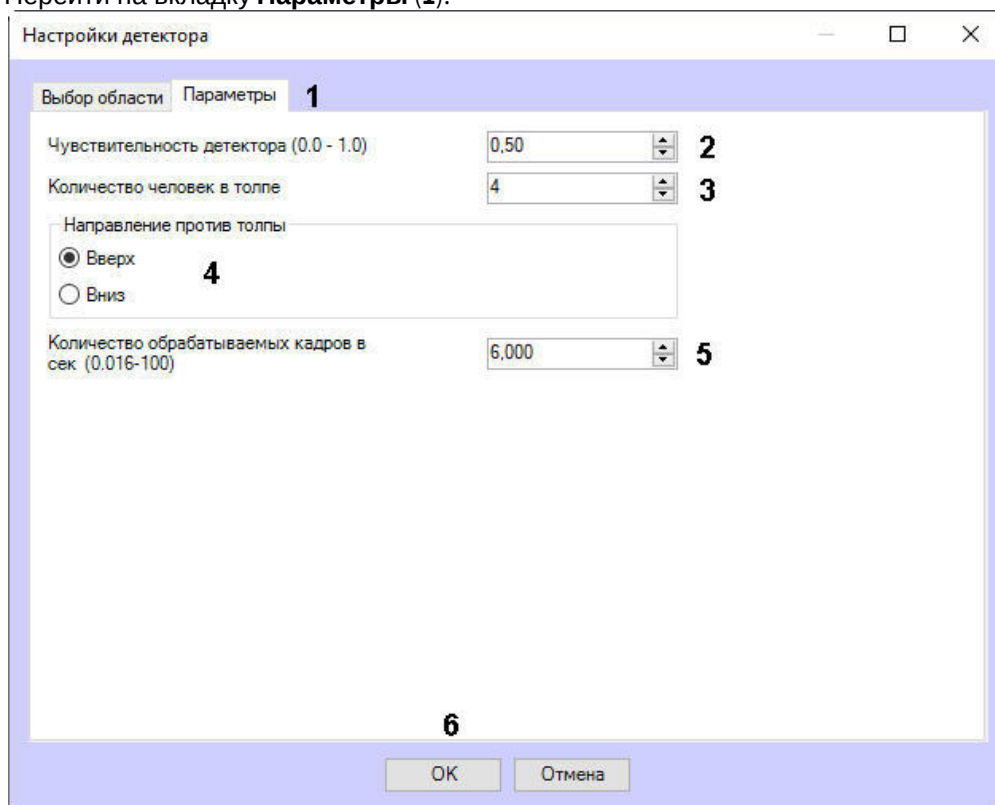 Перейти на вкладку Параметры (1).
Настройки детектора
Выбор области Параметры 1
Чувствительность детектора (0.0 - 1.0) 0,50 2
Количество человек в толпе 4 3
Направление против толпы
Вверх
4
Вниз
Количество обрабатываемых кадров в
сек (0.016-100) 6,000 5
6
OK Отмена